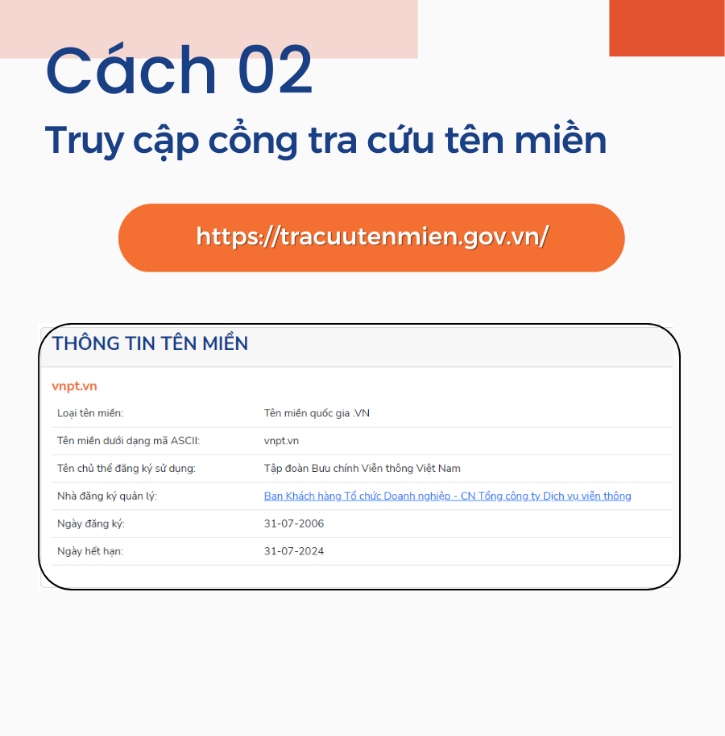 Cách 02
Truy cập cổng tra cứu tên miền
https://tracuutenmien.gov.vn/
THÔNG TIN TÊN MIỀN
vnpt.vn
Loại tên miền: Tên miền quốc gia .VN
Tên miền dưới dạng mã ASCII: vnpt.vn
Tên chủ thể đăng ký sử dụng: Tập đoàn Bưu chính Viễn thông Việt Nam
Nhà đăng ký quản lý: Ban Khách hàng Tổ chức Doanh nghiệp - CN Tổng công ty Dịch vụ viễn thông
Ngày đăng ký: 31-07-2006
Ngày hết hạn: 31-07-2024